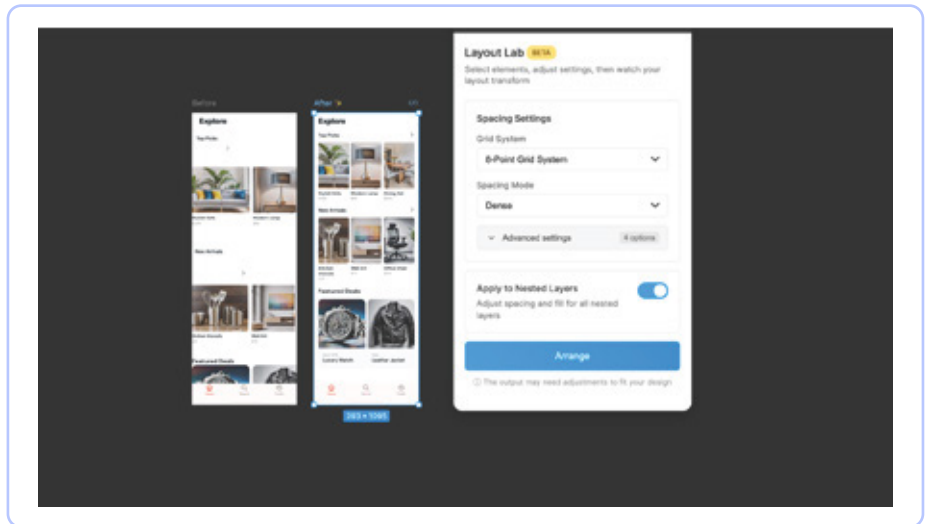 Before
Explore
Top Picks
New Arrivals
Featured Deals
After
Explore
Top Picks
New Arrivals
Featured Deals
Luxury Watch
Leather Jacket
Layout Lab BETA
Select elements, adjust settings, then watch your
layout transform
Spacing Settings
Grid System
8-Point Grid System
Spacing Mode
Dense
Advanced settings
4 options
Apply to Nested Layers
Adjust spacing and fill for all nested
layers
Arrange
The output may need adjustments to fit your design
393 × 1095